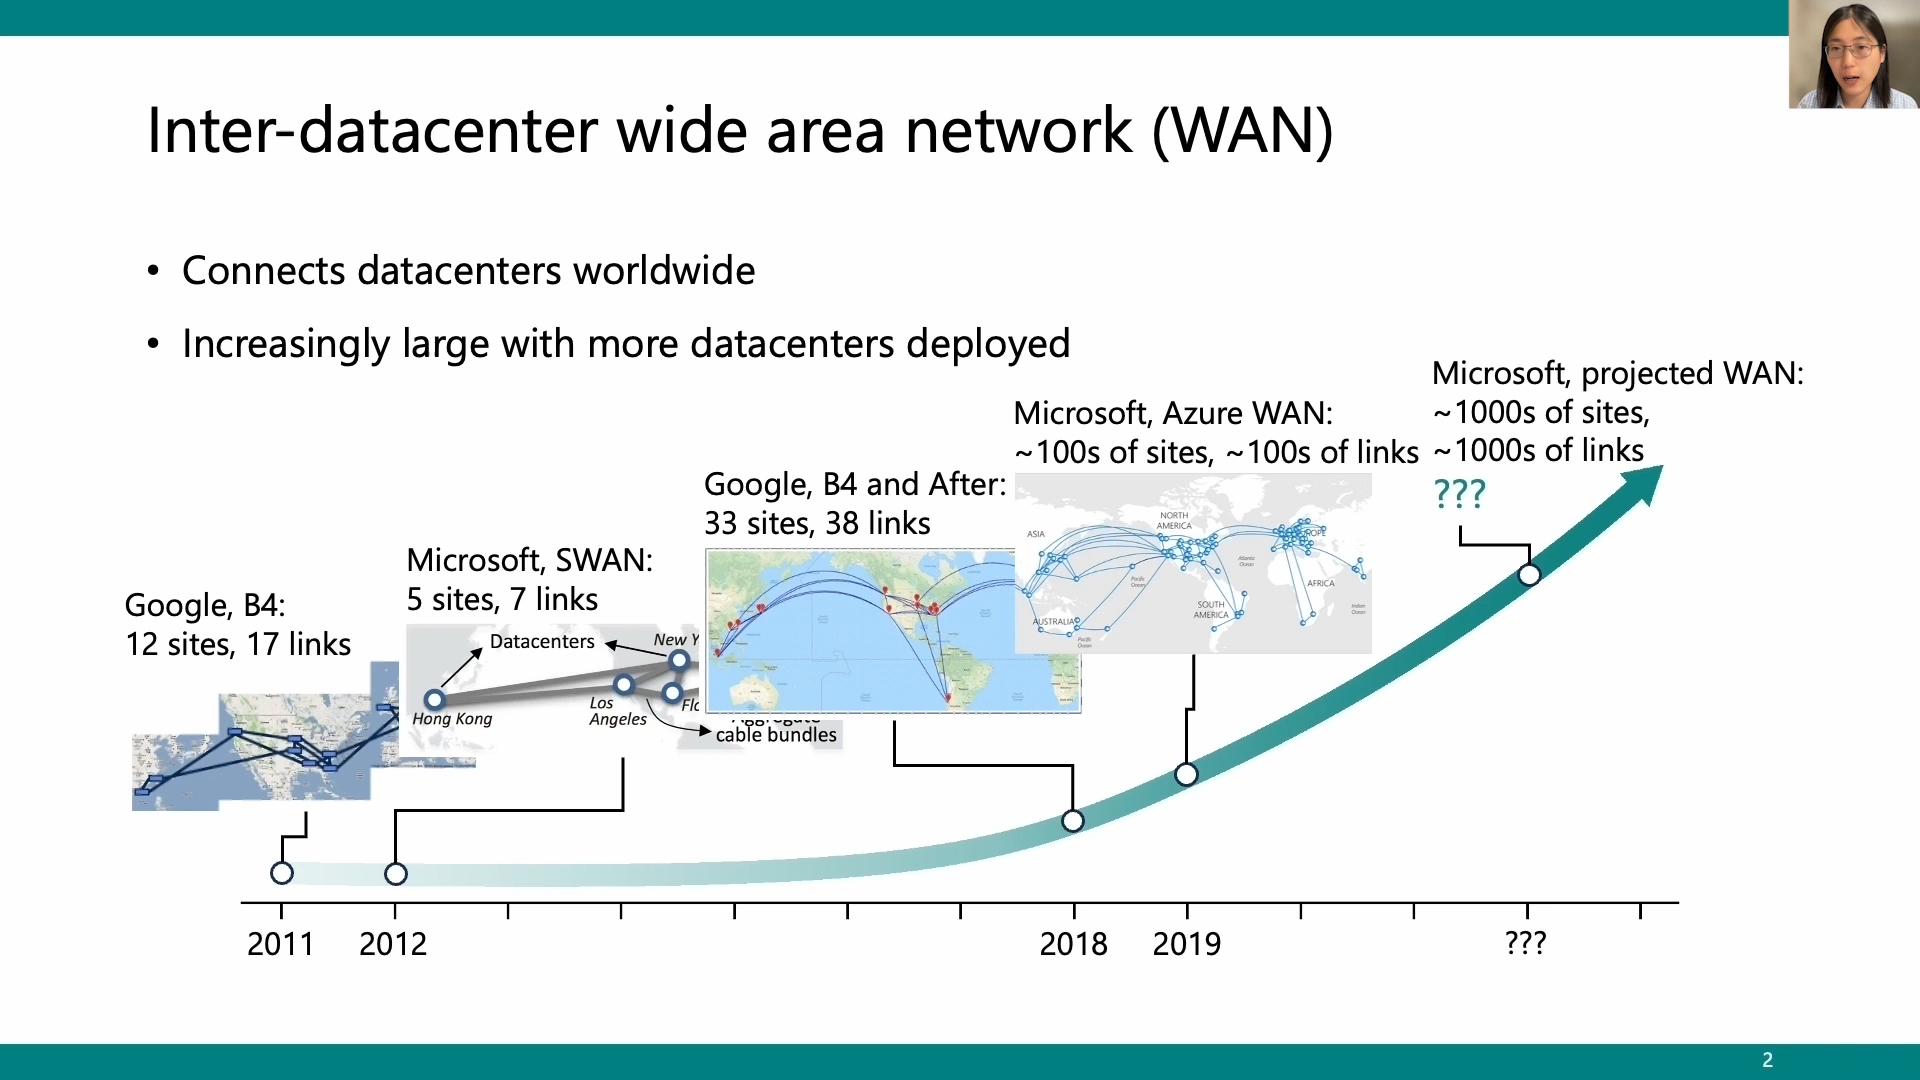 Inter-datacenter wide area network (WAN)
• Connects datacenters worldwide
• Increasingly large with more datacenters deployed
Google, B4:
12 sites, 17 links
Microsoft, SWAN:
5 sites, 7 links
Datacenters
New Y
Hong Kong
Los
Angeles
Flo
Aggregate
cable bundles
Google, B4 and After:
33 sites, 38 links
Microsoft, Azure WAN:
~100s of sites, ~100s of links
NORTH
AMERICA
ASIA
Atlantic
Ocean
Pacific
Ocean
AFRICA
SOUTH
AMERICA
Indian
Ocean
AUSTRALIA
Pacific
Ocean
Microsoft, projected WAN:
~1000s of sites,
~1000s of links
???
2011
2012
2018
2019
???
2